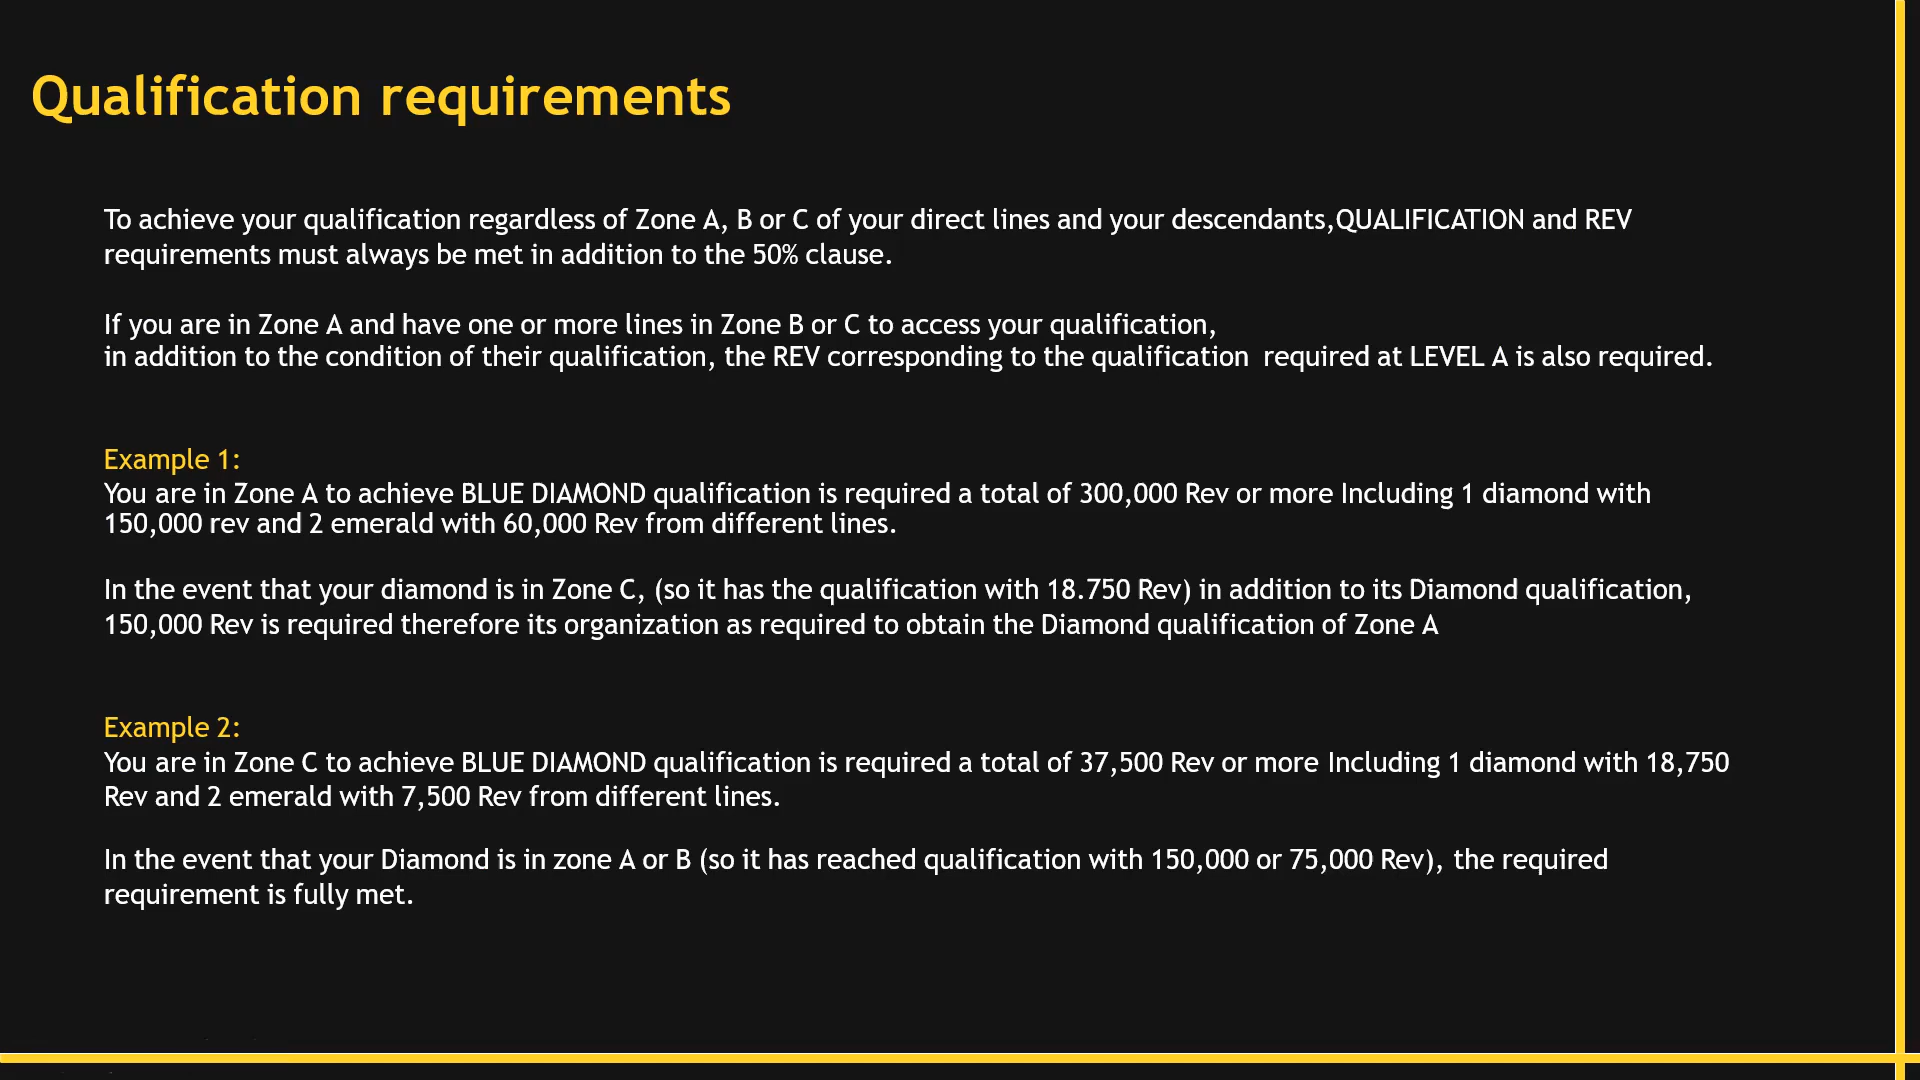 Qualification requirements
To achieve your qualification regardless of Zone A, B or C of your direct lines and your descendants,QUALIFICATION and REV
requirements must always be met in addition to the 50% clause.
If you are in Zone A and have one or more lines in Zone B or C to access your qualification,
in addition to the condition of their qualification, the REV corresponding to the qualification  required at LEVEL A is also required.
Example 1:
You are in Zone A to achieve BLUE DIAMOND qualification is required a total of 300,000 Rev or more Including 1 diamond with
150,000 rev and 2 emerald with 60,000 Rev from different lines.
In the event that your diamond is in Zone C, (so it has the qualification with 18.750 Rev) in addition to its Diamond qualification,
150,000 Rev is required therefore its organization as required to obtain the Diamond qualification of Zone A
Example 2:
You are in Zone C to achieve BLUE DIAMOND qualification is required a total of 37,500 Rev or more Including 1 diamond with 18,750
Rev and 2 emerald with 7,500 Rev from different lines.
In the event that your Diamond is in zone A or B (so it has reached qualification with 150,000 or 75,000 Rev), the required
requirement is fully met.